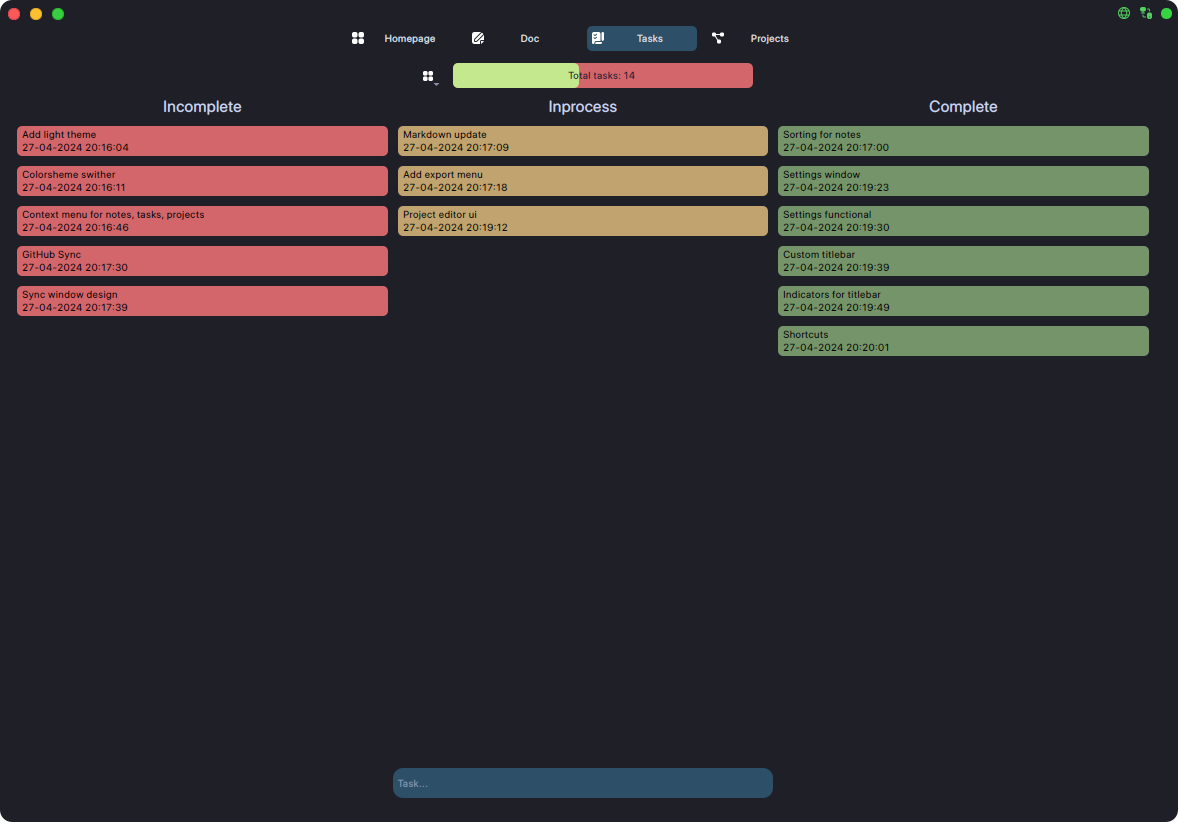 Homepage
Doc
Tasks
Projects
Total tasks: 14
Incomplete
Add light theme
27-04-2024 20:16:04
Colorsheme swither
27-04-2024 20:16:11
Context menu for notes, tasks, projects
27-04-2024 20:16:46
GitHub Sync
27-04-2024 20:17:30
Sync window design
27-04-2024 20:17:39
Inprocess
Markdown update
27-04-2024 20:17:09
Add export menu
27-04-2024 20:17:18
Project editor ui
27-04-2024 20:19:12
Complete
Sorting for notes
27-04-2024 20:17:00
Settings window
27-04-2024 20:19:23
Settings functional
27-04-2024 20:19:30
Custom titlebar
27-04-2024 20:19:39
Indicators for titlebar
27-04-2024 20:19:49
Shortcuts
27-04-2024 20:20:01
Task...